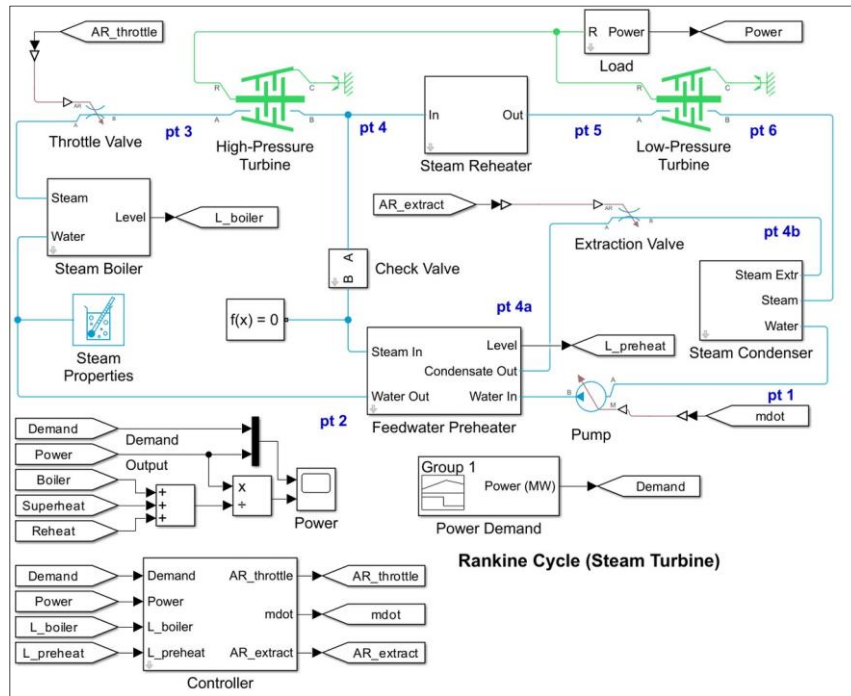 AR_throttle
R
Power
Power
Load
AR
A
B
Throttle Valve
pt 3
R
C
A
B
High-Pressure
Turbine
pt 4
In
Out
Steam Reheater
pt 5
R
C
A
B
Low-Pressure
Turbine
pt 6
Steam
Level
Water
L_boiler
Steam Boiler
AR_extract
AR
A
B
Extraction Valve
pt 4b
A
B
Check Valve
Steam Extr
Steam
Water
Steam Condenser
Steam
Properties
f(x) = 0
pt 4a
Steam In
Level
Condensate Out
Water Out
Water In
L_preheat
Feedwater Preheater
pt 2
B
A
M
Pump
pt 1
mdot
Demand
Power
Boiler
Superheat
Reheat
Demand
Output
+
+
+
×
÷
Power
Group 1
Power (MW)
Demand
Power Demand
Rankine Cycle (Steam Turbine)
Demand
Power
L_boiler
L_preheat
Demand
Power
L_boiler
L_preheat
AR_throttle
mdot
AR_extract
AR_throttle
mdot
AR_extract
Controller